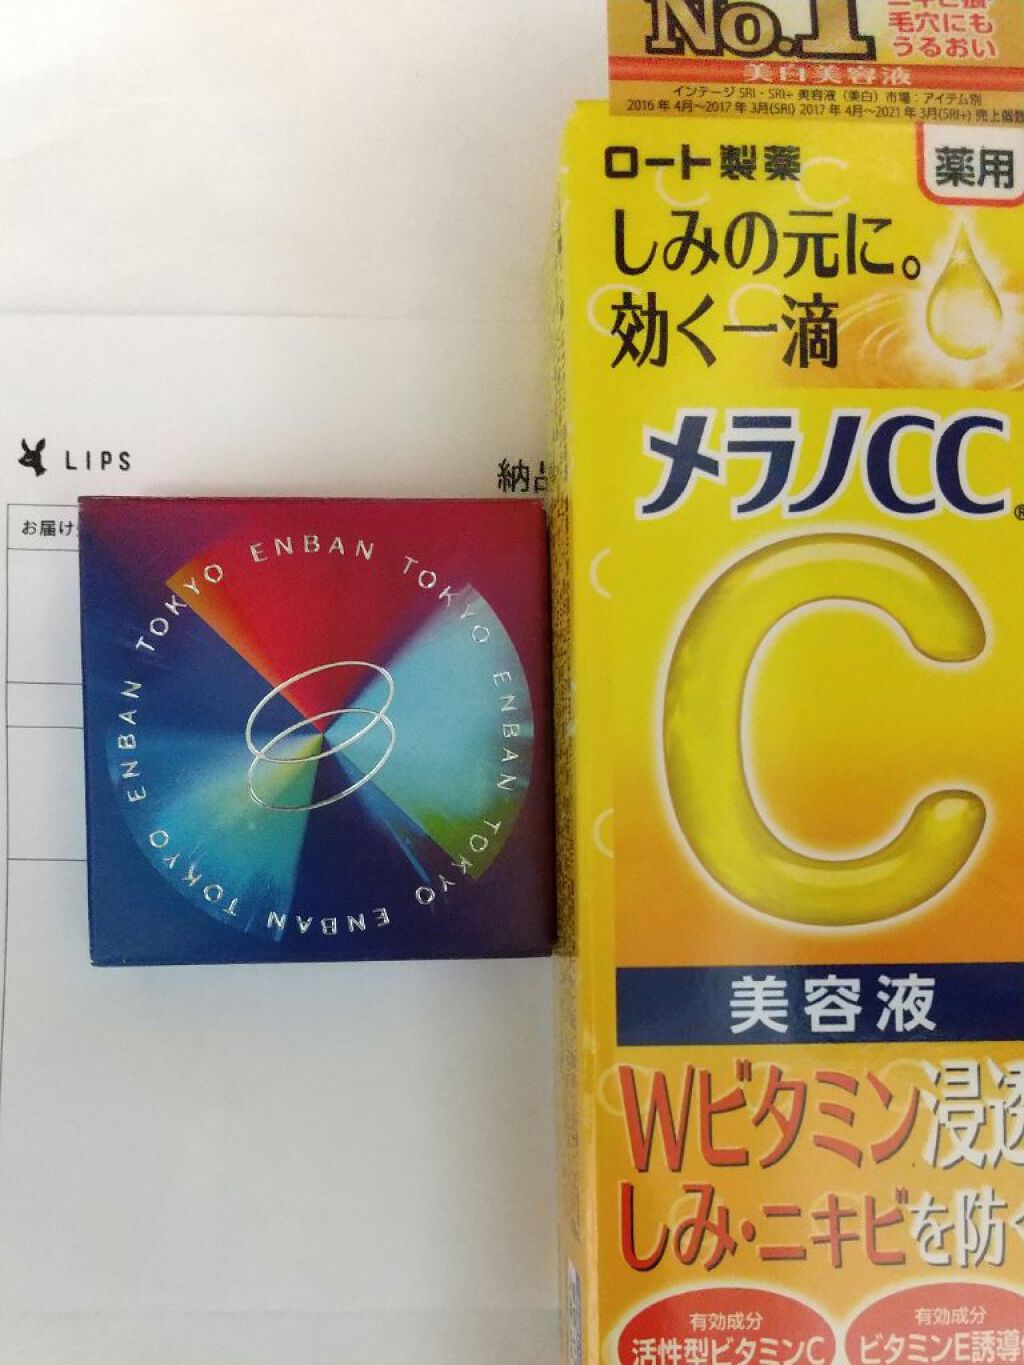 No.1
毛穴にも
うるおい
美白美容液
インテージSRI・SRI+ 美容液（美白）市場：アイテム別
2016年4月～2017年3月(SRI) 2017年4月～2021年3月(SRI+) 売上個数
ロート製薬
薬用
しみの元に。
効く一滴
メラノCC
C
美容液
Wビタミン浸透
しみ・ニキビを防ぐ
有効成分
活性型ビタミンC
有効成分
ビタミンE誘導
LIPS
納品
お届け
ENBAN TOKYO ENBAN TOKYO ENBAN TOKYO ENBAN TOKYO